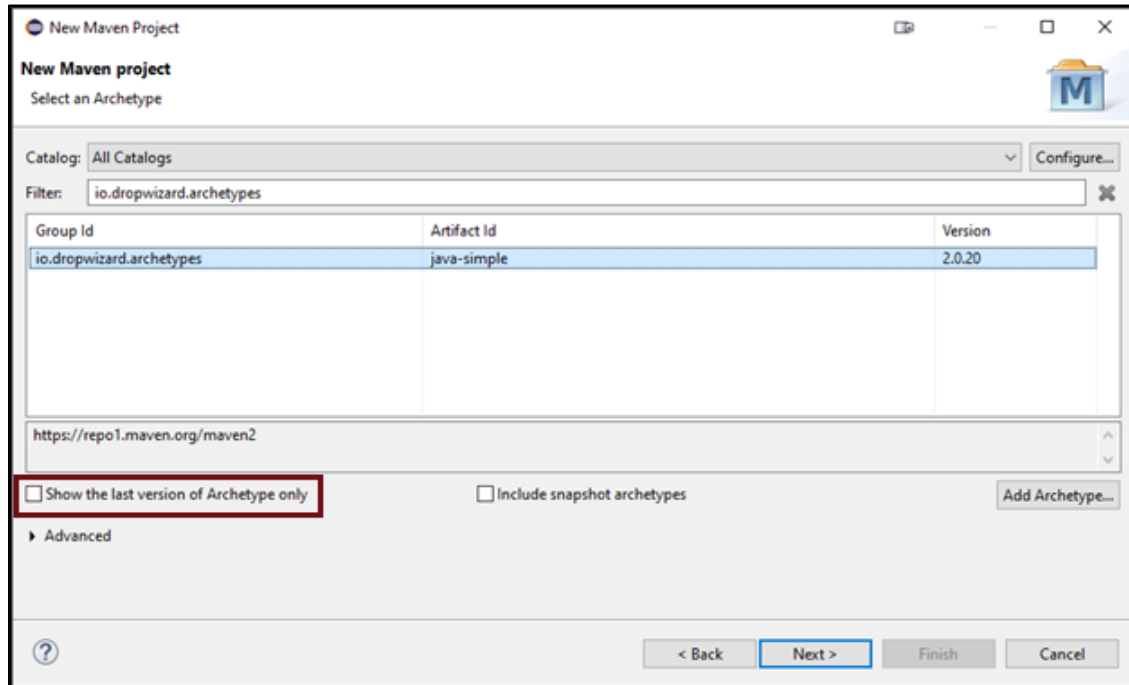 New Maven Project
New Maven project
Select an Archetype
M
Catalog: All Catalogs Configure...
Filter: io.dropwizard.archetypes
Group Id Artifact Id Version
io.dropwizard.archetypes java-simple 2.0.20
https://repo1.maven.org/maven2
Show the last version of Archetype only Include snapshot archetypes Add Archetype...
Advanced
? < Back Next > Finish Cancel